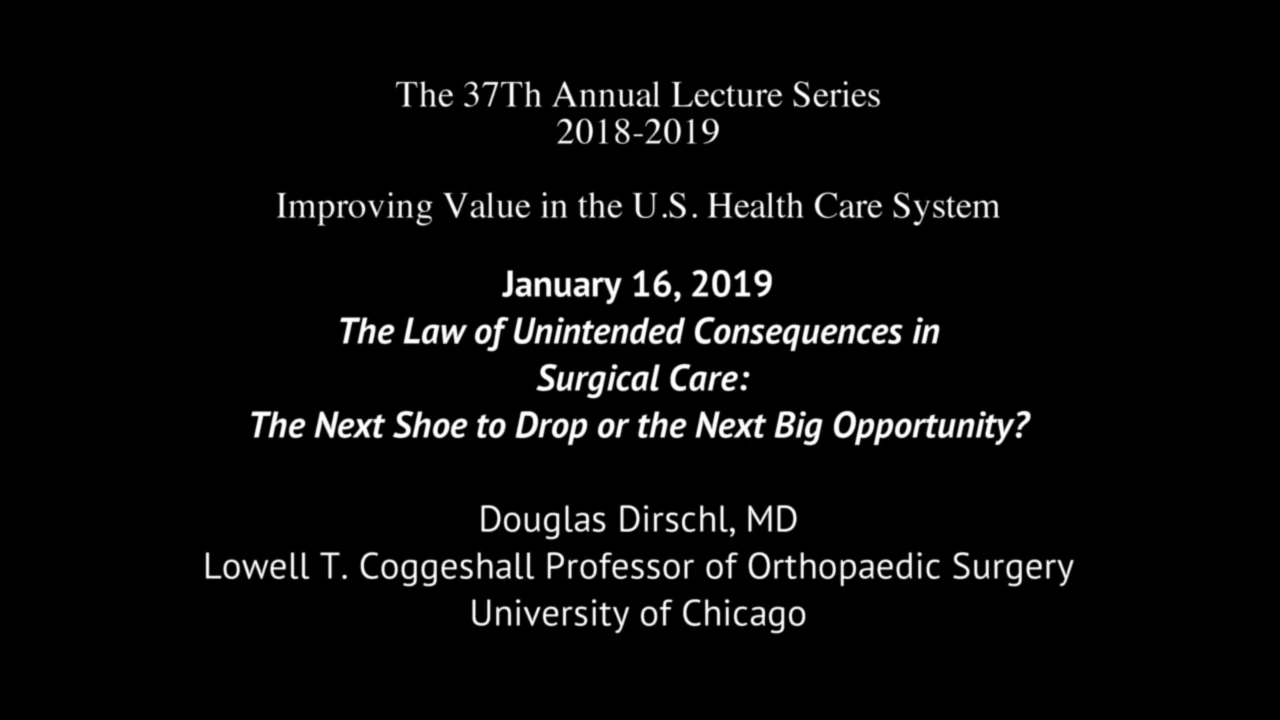 The 37Th Annual Lecture Series
2018-2019
Improving Value in the U.S. Health Care System
January 16, 2019
The Law of Unintended Consequences in
Surgical Care:
The Next Shoe to Drop or the Next Big Opportunity?
Douglas Dirschl, MD
Lowell T. Coggeshall Professor of Orthopaedic Surgery
University of Chicago